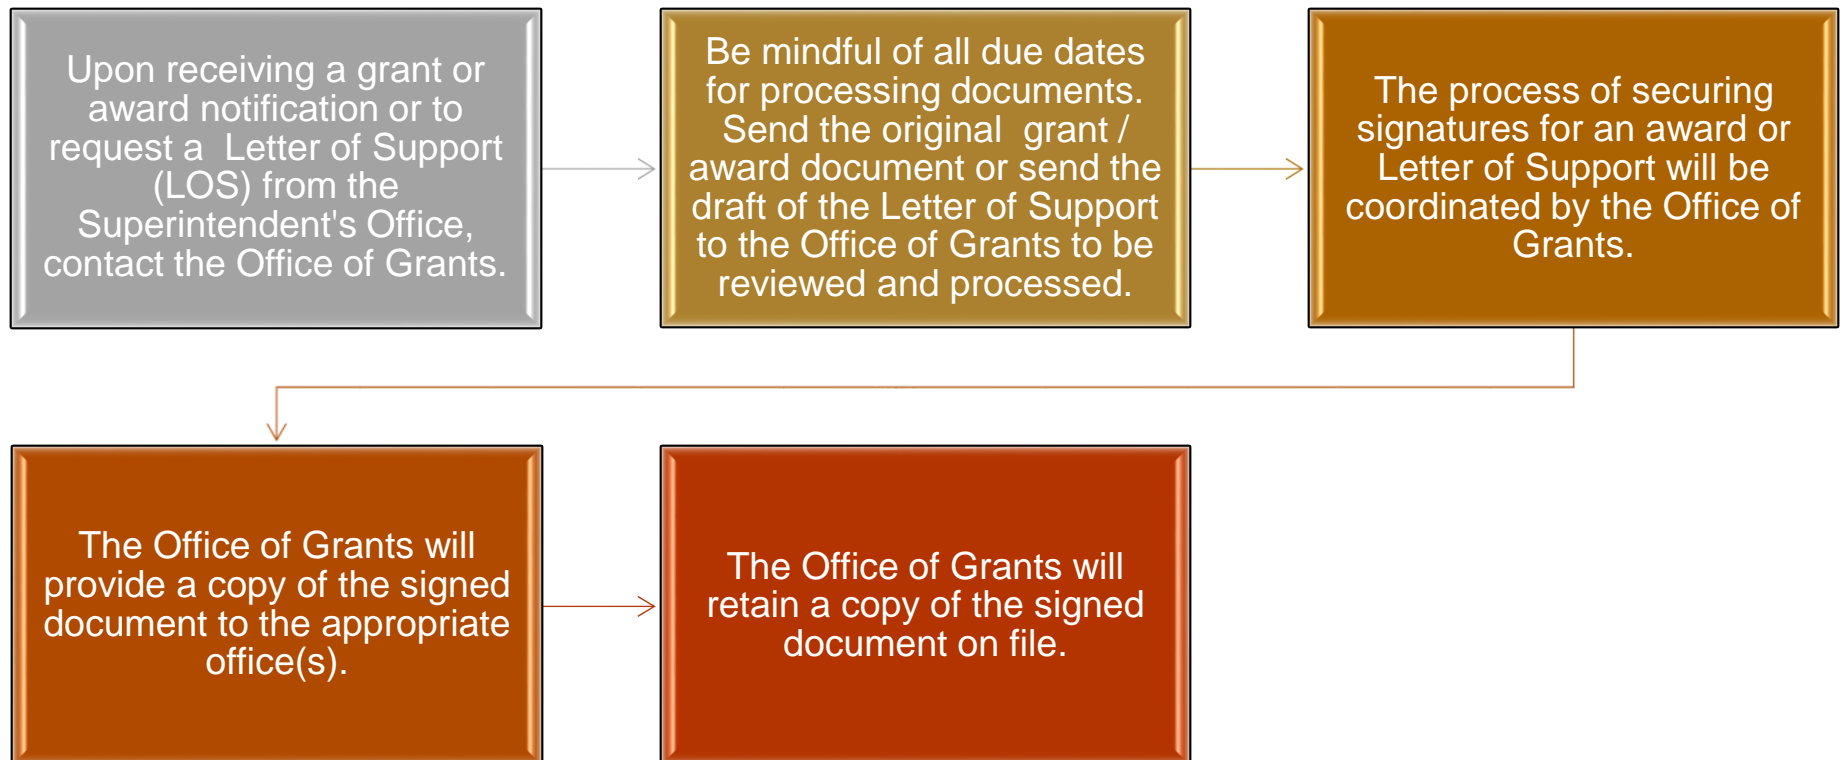 Upon receiving a grant or
award notification or to
request a  Letter of Support
(LOS) from the
Superintendent's Office,
contact the Office of Grants.
Be mindful of all due dates
for processing documents.
Send the original  grant /
award document or send the
draft of the Letter of Support
to the Office of Grants to be
reviewed and processed.
The process of securing
signatures for an award or
Letter of Support will be
coordinated by the Office of
Grants.
The Office of Grants will
provide a copy of the signed
document to the appropriate
office(s).
The Office of Grants will
retain a copy of the signed
document on file.